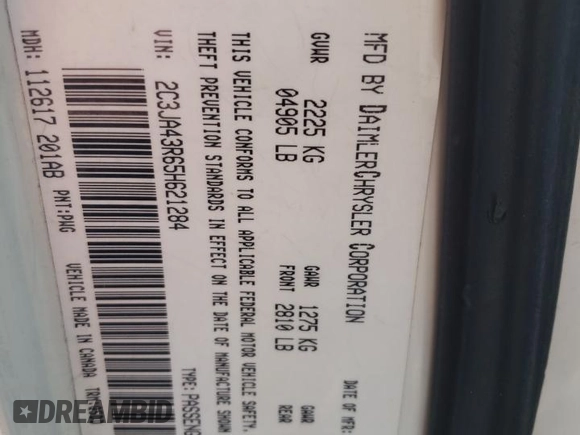 MFD BY DAIMLERCHRYSLER CORPORATION
DATE OF MFR:
GVWR 2225 KG GAWR 1275 KG GAWR
04905 LB FRONT 2810 LB REAR
THIS VEHICLE CONFORMS TO ALL APPLICABLE FEDERAL MOTOR VEHICLE SAFETY,
THEFT PREVENTION STANDARDS IN EFFECT ON THE DATE OF MANUFACTURE SHOWN
VIN: 2C3JA43R65H621284 TYPE:
MDH: 112617 201AB PNT:PW6 VEHICLE MADE IN CANADA
DREAMBID